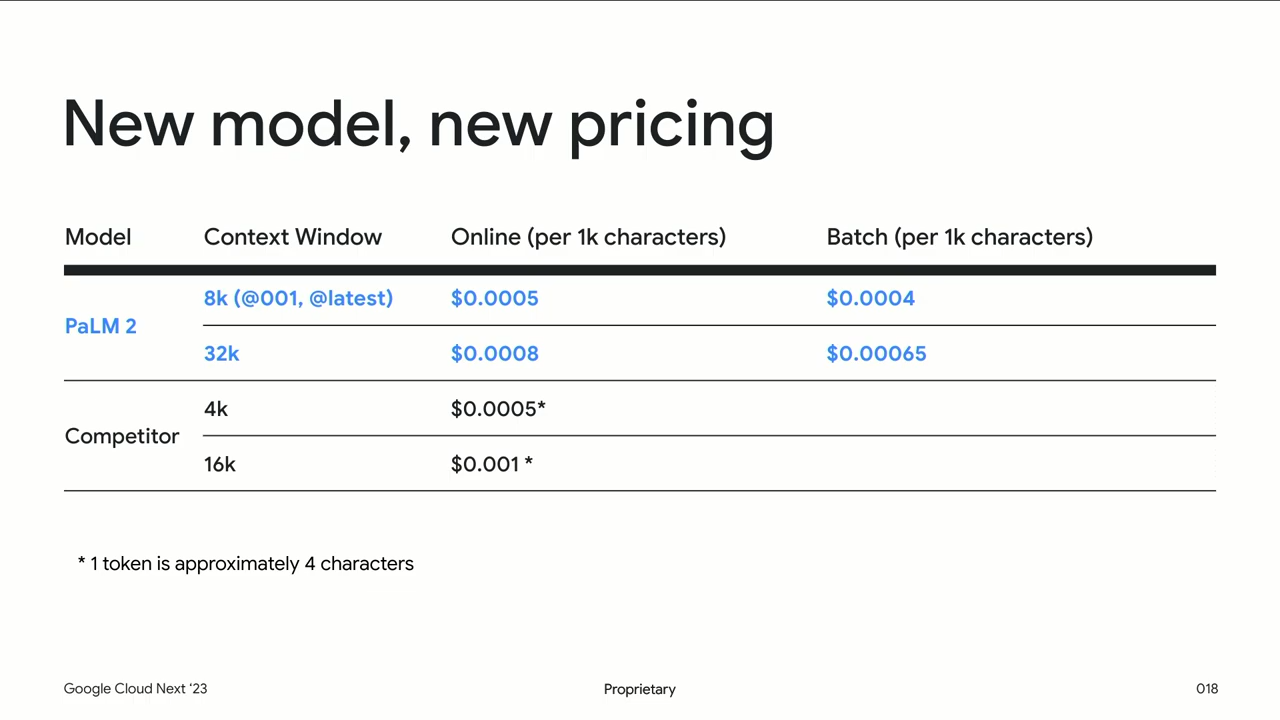 New model, new pricing
Model Context Window Online (per 1k characters) Batch (per 1k characters)
PaLM 2
8k (@001, @latest) $0.0005 $0.0004
32k $0.0008 $0.00065
Competitor
4k $0.0005*
16k $0.001 *
* 1 token is approximately 4 characters
Google Cloud Next ‘23 Proprietary 018